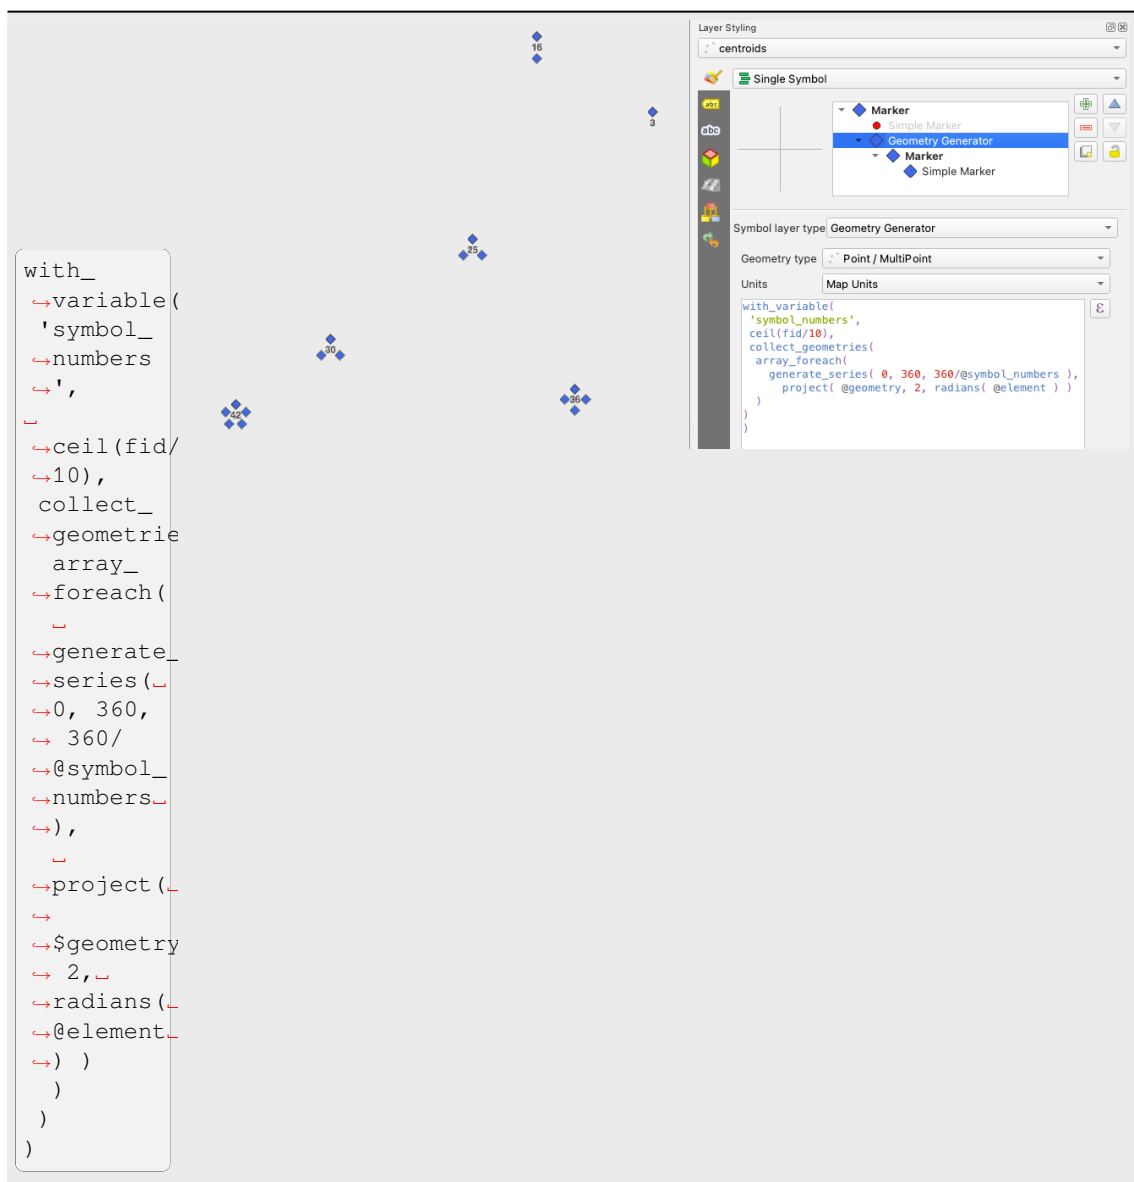 with_
↪variable(
'symbol_
↪numbers
↪',
␣
↪ceil(fid/
↪10),
collect_
↪geometrie
array_
↪foreach(
␣
↪generate_
↪series(␣
↪0, 360,
↪ 360/
↪@symbol_
↪numbers␣
↪),
␣
↪project(␣
↪
↪$geometry
↪ 2,␣
↪radians(␣
↪@element␣
↪) )
)
)
)
16
3
25
30
36
42
Layer Styling
centroids
Single Symbol
abc
abc
Marker
Simple Marker
Geometry Generator
Marker
Simple Marker
Symbol layer type Geometry Generator
Geometry type Point / MultiPoint
Units Map Units
with_variable(
'symbol_numbers',
ceil(fid/10),
collect_geometries(
array_foreach(
generate_series( 0, 360, 360/@symbol_numbers ),
project( @geometry, 2, radians( @element ) )
)
)
)
ε